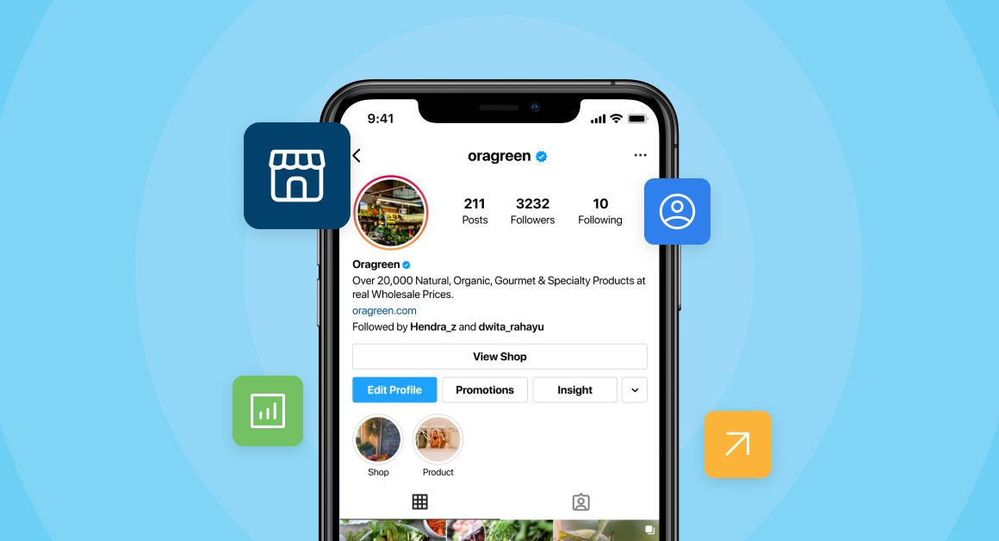 9:41
oragreen
211 3232 10
Posts Followers Following
Oragreen
Over 20,000 Natural, Organic, Gourmet & Specialty Products at
real Wholesale Prices.
oragreen.com
Followed by Hendra_z and dwita_rahayu
View Shop
Edit Profile Promotions Insight
Shop Product